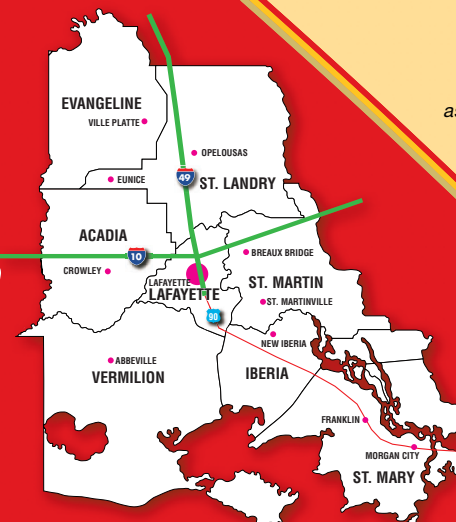 as
EVANGELINE
VILLE PLATTE
OPELOUSAS
EUNICE
49
ST. LANDRY
ACADIA
10
BREAUX BRIDGE
CROWLEY
LAFAYETTE
ST. MARTIN
LAFAYETTE
ST. MARTINVILLE
90
NEW IBERIA
ABBEVILLE
VERMILION
IBERIA
FRANKLIN
MORGAN CITY
ST. MARY